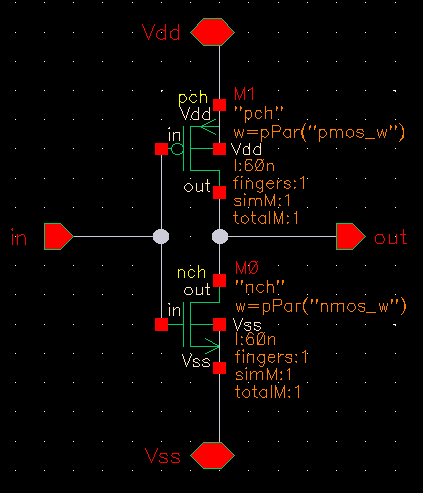 Vdd
M1
pch
"pch"
Vdd
w=pPar("pmos_w")
in
Vdd
l:60n
out
fingers:1
simM:1
totalM:1
in
out
M0
nch
"nch"
out
w=pPar("nmos_w")
in
Vss
l:60n
Vss
fingers:1
simM:1
totalM:1
Vss